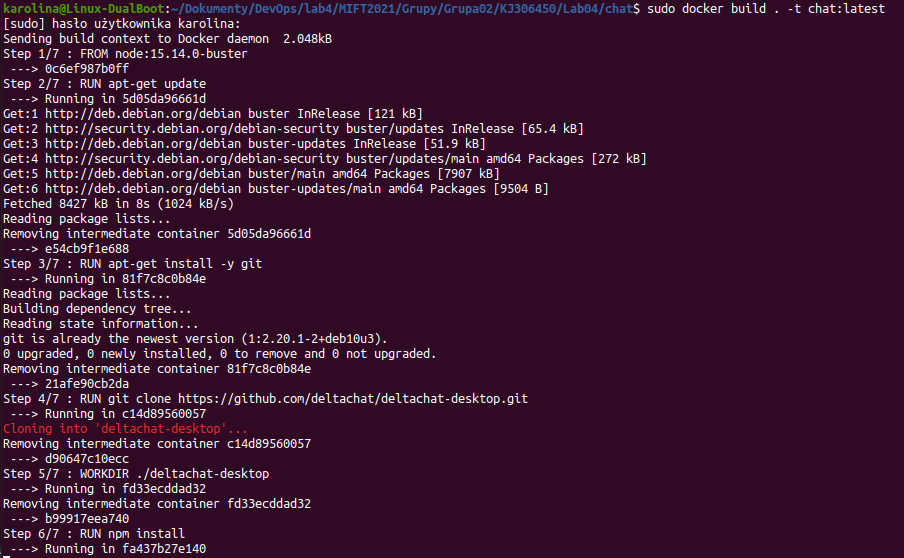 karolina@Linux-DualBoot:~/Dokumenty/DevOps/lab4/MIFT2021/Grupy/Grupa02/KJ306450/Lab04/chat$ sudo docker build . -t chat:latest
[sudo] hasło użytkownika karolina:
Sending build context to Docker daemon  2.048kB
Step 1/7 : FROM node:15.14.0-buster
 ---> 0c6ef987b0ff
Step 2/7 : RUN apt-get update
 ---> Running in 5d05da96661d
Get:1 http://deb.debian.org/debian buster InRelease [121 kB]
Get:2 http://security.debian.org/debian-security buster/updates InRelease [65.4 kB]
Get:3 http://deb.debian.org/debian buster-updates InRelease [51.9 kB]
Get:4 http://security.debian.org/debian-security buster/updates/main amd64 Packages [272 kB]
Get:5 http://deb.debian.org/debian buster/main amd64 Packages [7907 kB]
Get:6 http://deb.debian.org/debian buster-updates/main amd64 Packages [9504 B]
Fetched 8427 kB in 8s (1024 kB/s)
Reading package lists...
Removing intermediate container 5d05da96661d
 ---> e54cb9f1e688
Step 3/7 : RUN apt-get install -y git
 ---> Running in 81f7c8c0b84e
Reading package lists...
Building dependency tree...
Reading state information...
git is already the newest version (1:2.20.1-2+deb10u3).
0 upgraded, 0 newly installed, 0 to remove and 0 not upgraded.
Removing intermediate container 81f7c8c0b84e
 ---> 21afe90cb2da
Step 4/7 : RUN git clone https://github.com/deltachat/deltachat-desktop.git
 ---> Running in c14d89560057
Cloning into 'deltachat-desktop'...
Removing intermediate container c14d89560057
 ---> d90647c10ecc
Step 5/7 : WORKDIR ./deltachat-desktop
 ---> Running in fd33ecddad32
Removing intermediate container fd33ecddad32
 ---> b99917eea740
Step 6/7 : RUN npm install
 ---> Running in fa437b27e140